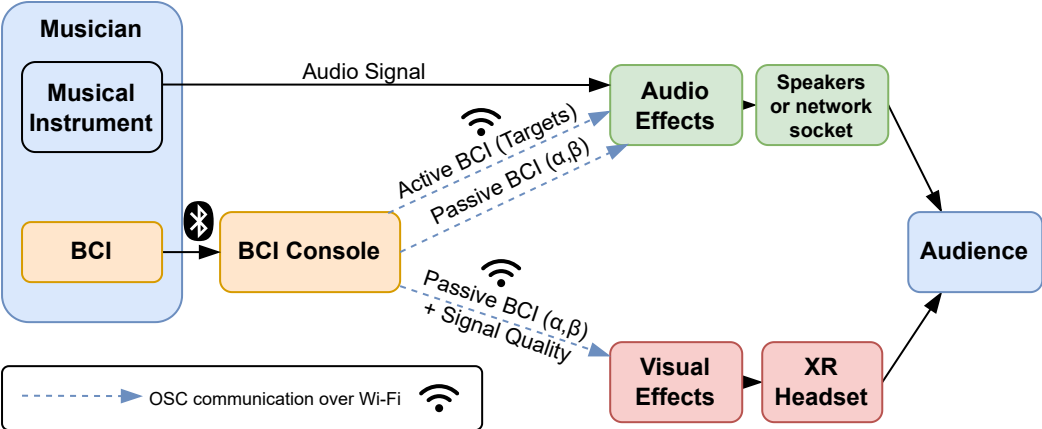 Musician
Musical
Instrument
BCI
BCI Console
Audio Signal
Active BCI (Targets)
Passive BCI (α,β)
Passive BCI (α,β)
+ Signal Quality
Audio
Effects
Speakers
or network
socket
Visual
Effects
XR
Headset
Audience
OSC communication over Wi-Fi